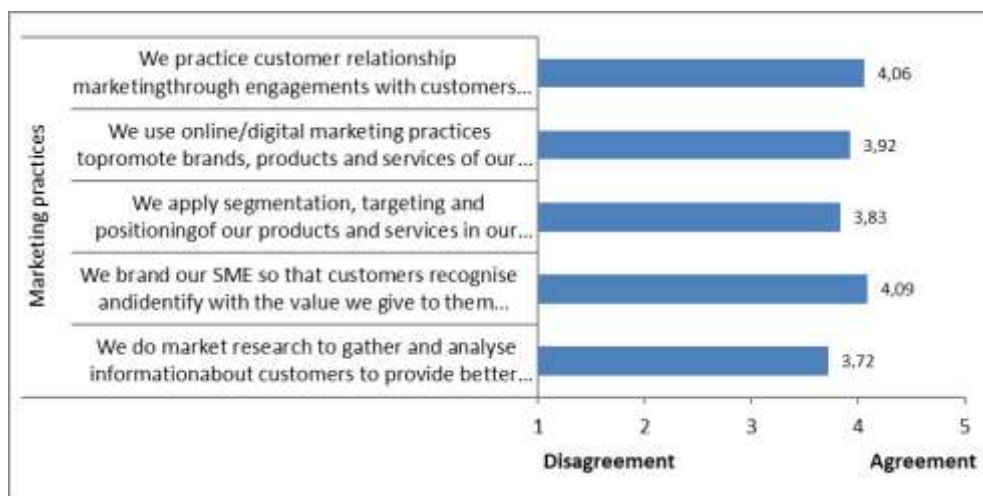 Marketing practices
We practice customer relationship
marketingthrough engagements with customers...
4,06
We use online/digital marketing practices
topromote brands, products and services of our...
3,92
We apply segmentation, targeting and
positioningof our products and services in our...
3,83
We brand our SME so that customers recognise
andidentify with the value we give to them...
4,09
We do market research to gather and analyse
informationabout customers to provide better...
3,72
1 2 3 4 5
Disagreement Agreement